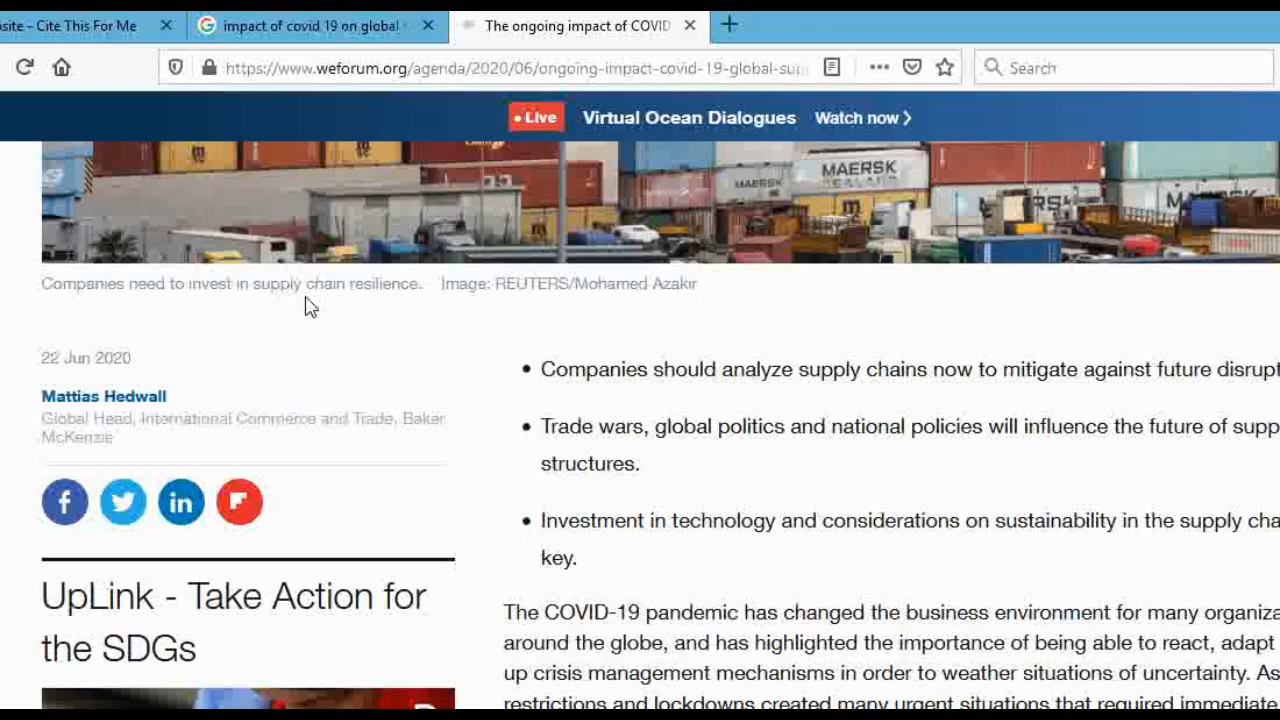 osite - Cite This For Me
impact of covid 19 on global
The ongoing impact of COVID
https://www.weforum.org/agenda/2020/06/ongoing-impact-covid-19-global-sup
Search
Live
Virtual Ocean Dialogues
Watch now
MAERSK
MAERSK
SEALAND
Companies need to invest in supply chain resilience. Image: REUTERS/Mohamed Azakir
22 Jun 2020
Mattias Hedwall
Global Head, International Commerce and Trade, Baker
McKenzie
UpLink - Take Action for
the SDGs
• Companies should analyze supply chains now to mitigate against future disrupt
• Trade wars, global politics and national policies will influence the future of supp
structures.
• Investment in technology and considerations on sustainability in the supply cha
key.
The COVID-19 pandemic has changed the business environment for many organiza
around the globe, and has highlighted the importance of being able to react, adapt
up crisis management mechanisms in order to weather situations of uncertainty. As
restrictions and lockdowns created many urgent situations that required immediate